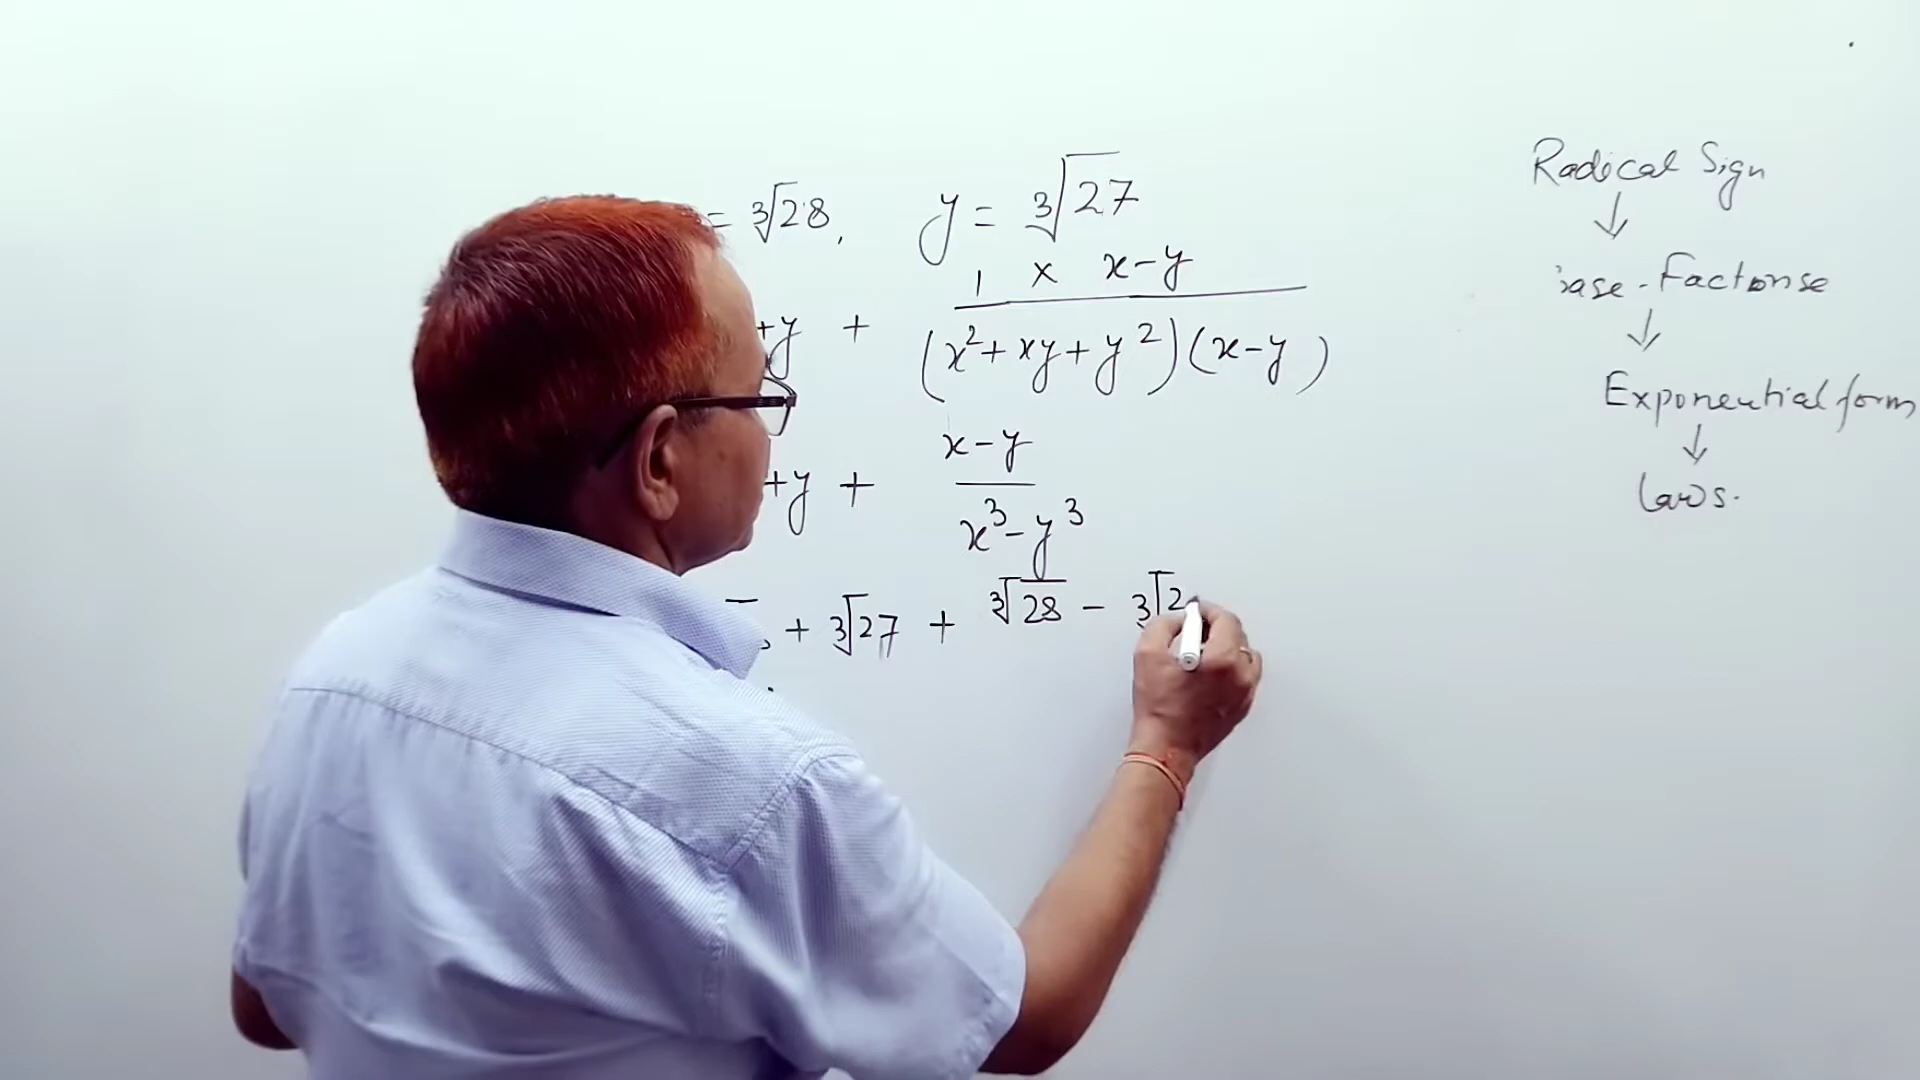 = ∛28, y = ∛27
1 × x-y
+y + (x²+xy+y²)(x-y)
x-y
+y + x³-y³
+ ∛27 + ∛28 - ∛2
Radical Sign
↓
ase-Factorise
↓
Exponential form
↓
laws.